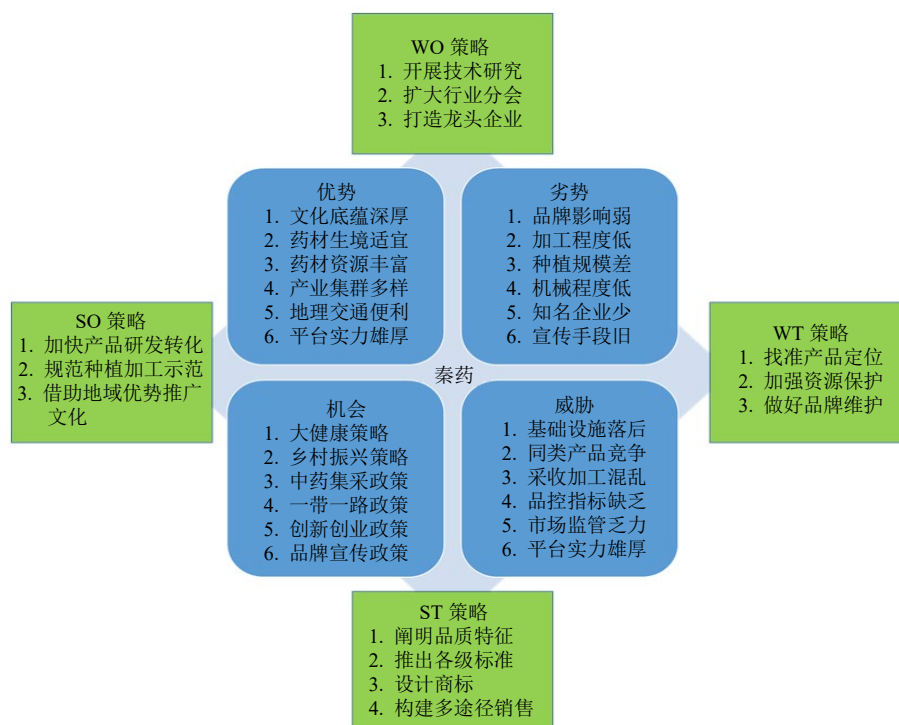 WO 策略
1. 开展技术研究
2. 扩大行业分会
3. 打造龙头企业
优势
1. 文化底蕴深厚
2. 药材生境适宜
3. 药材资源丰富
4. 产业集群多样
5. 地理交通便利
6. 平台实力雄厚
劣势
1. 品牌影响弱
2. 加工程度低
3. 种植规模差
4. 机械程度低
5. 知名企业少
6. 宣传手段旧
SO 策略
1. 加快产品研发转化
2. 规范种植加工示范
3. 借助地域优势推广
文化
秦药
WT 策略
1. 找准产品定位
2. 加强资源保护
3. 做好品牌维护
机会
1. 大健康策略
2. 乡村振兴策略
3. 中药集采政策
4. 一带一路政策
5. 创新创业政策
6. 品牌宣传政策
威胁
1. 基础设施落后
2. 同类产品竞争
3. 采收加工混乱
4. 品控指标缺乏
5. 市场监管乏力
6. 平台实力雄厚
ST 策略
1. 阐明品质特征
2. 推出各级标准
3. 设计商标
4. 构建多途径销售